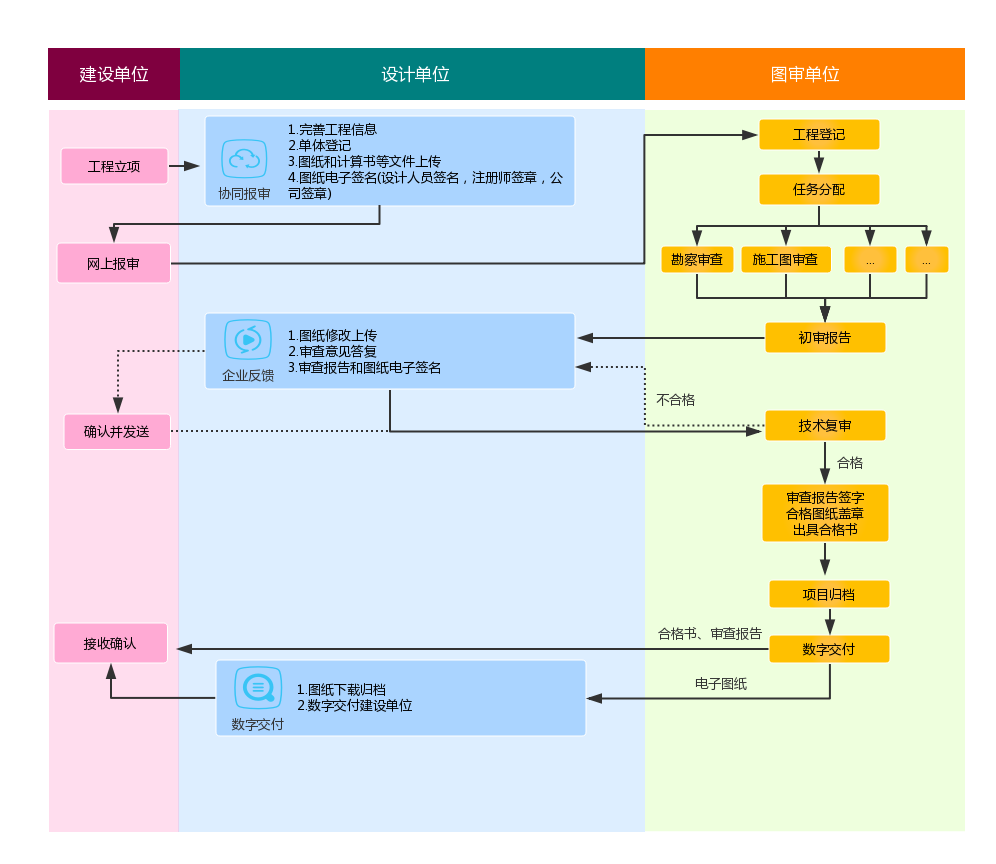 建设单位
设计单位
图审单位
工程立项
协同报审
1.完善工程信息
2.单体登记
3.图纸和计算书等文件上传
4.图纸电子签名(设计人员签名，注册师签章，公
司签章)
网上报审
工程登记
任务分配
勘察审查
施工图审查
...
...
初审报告
企业反馈
1.图纸修改上传
2.审查意见答复
3.审查报告和图纸电子签名
不合格
确认并发送
技术复审
合格
审查报告签字
合格图纸盖章
出具合格书
项目归档
数字交付
合格书、审查报告
接收确认
电子图纸
数字交付
1.图纸下载归档
2.数字交付建设单位